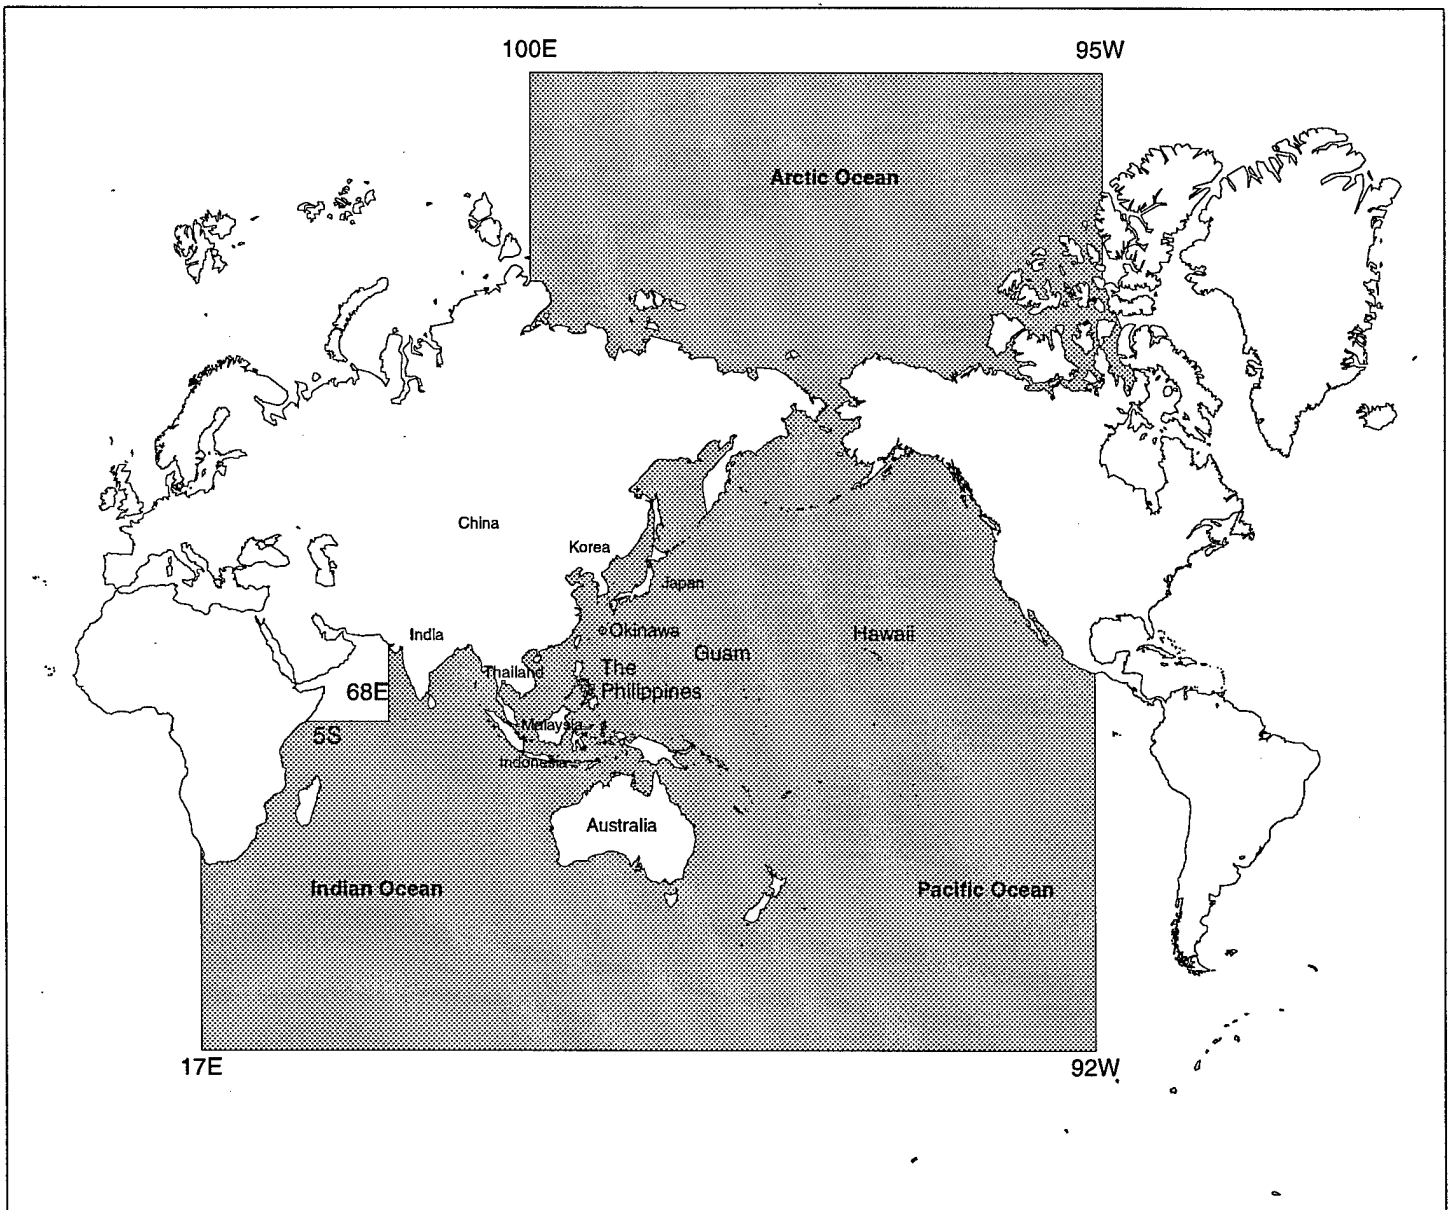 100E
95W
Arctic Ocean
China
Korea
Japan
Okinawa
India
Hawaii
Guam
Thailand
The
Philippines
68E
Malaysia
5S
Indonesia
Australia
Indian Ocean
Pacific Ocean
17E
92W